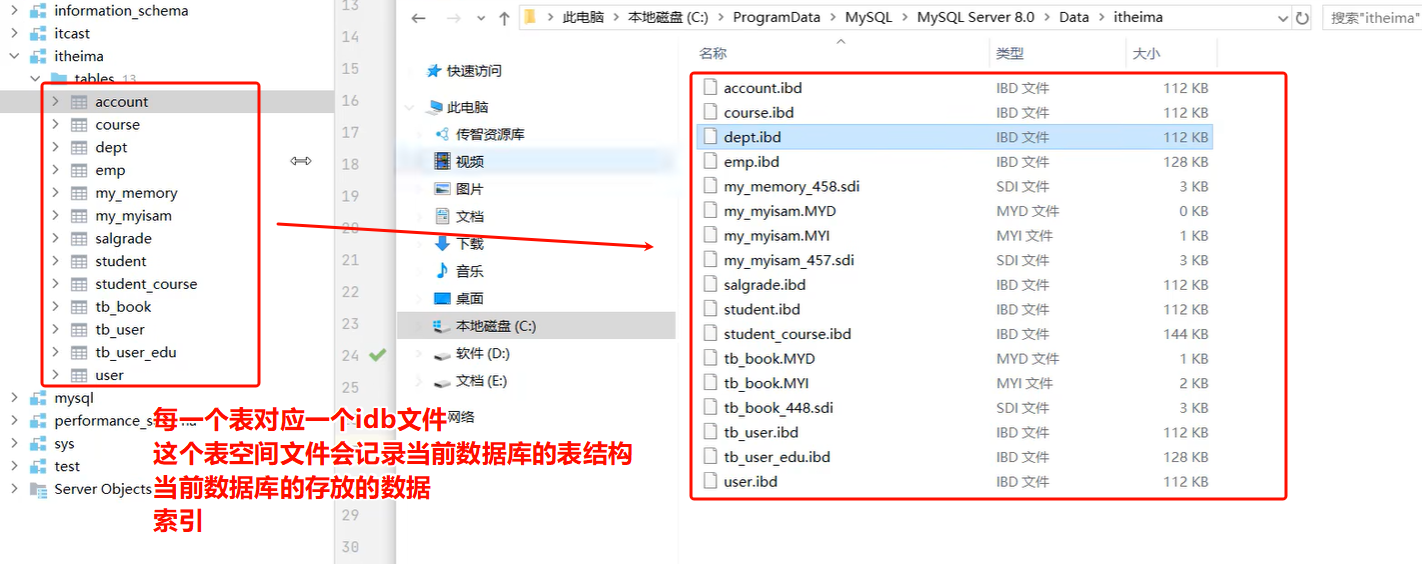 information_schema
itcast
itheima
tables 13
account
course
dept
emp
my_memory
my_myisam
salgrade
student
student_course
tb_book
tb_user
tb_user_edu
user
mysql
sys
test
Server Objects
13
14
15
16
17
18
19
20
21
22
23
24
25
29
30
每一个表对应一个idb文件
这个表空间文件会记录当前数据库的表结构
当前数据库的存放的数据
索引
此电脑 › 本地磁盘 (C:) › ProgramData › MySQL › MySQL Server 8.0 › Data › itheima
搜索"itheima"
快速访问
此电脑
传智资源库
视频
图片
文档
下载
音乐
桌面
本地磁盘 (C:)
软件 (D:)
文档 (E:)
网络
名称 类型 大小
account.ibd IBD 文件 112 KB
course.ibd IBD 文件 112 KB
dept.ibd IBD 文件 112 KB
emp.ibd IBD 文件 128 KB
my_memory_458.sdi SDI 文件 3 KB
my_myisam.MYD MYD 文件 0 KB
my_myisam.MYI MYI 文件 1 KB
my_myisam_457.sdi SDI 文件 3 KB
salgrade.ibd IBD 文件 112 KB
student.ibd IBD 文件 112 KB
student_course.ibd IBD 文件 144 KB
tb_book.MYD MYD 文件 1 KB
tb_book.MYI MYI 文件 2 KB
tb_book_448.sdi SDI 文件 3 KB
tb_user.ibd IBD 文件 112 KB
tb_user_edu.ibd IBD 文件 128 KB
user.ibd IBD 文件 112 KB